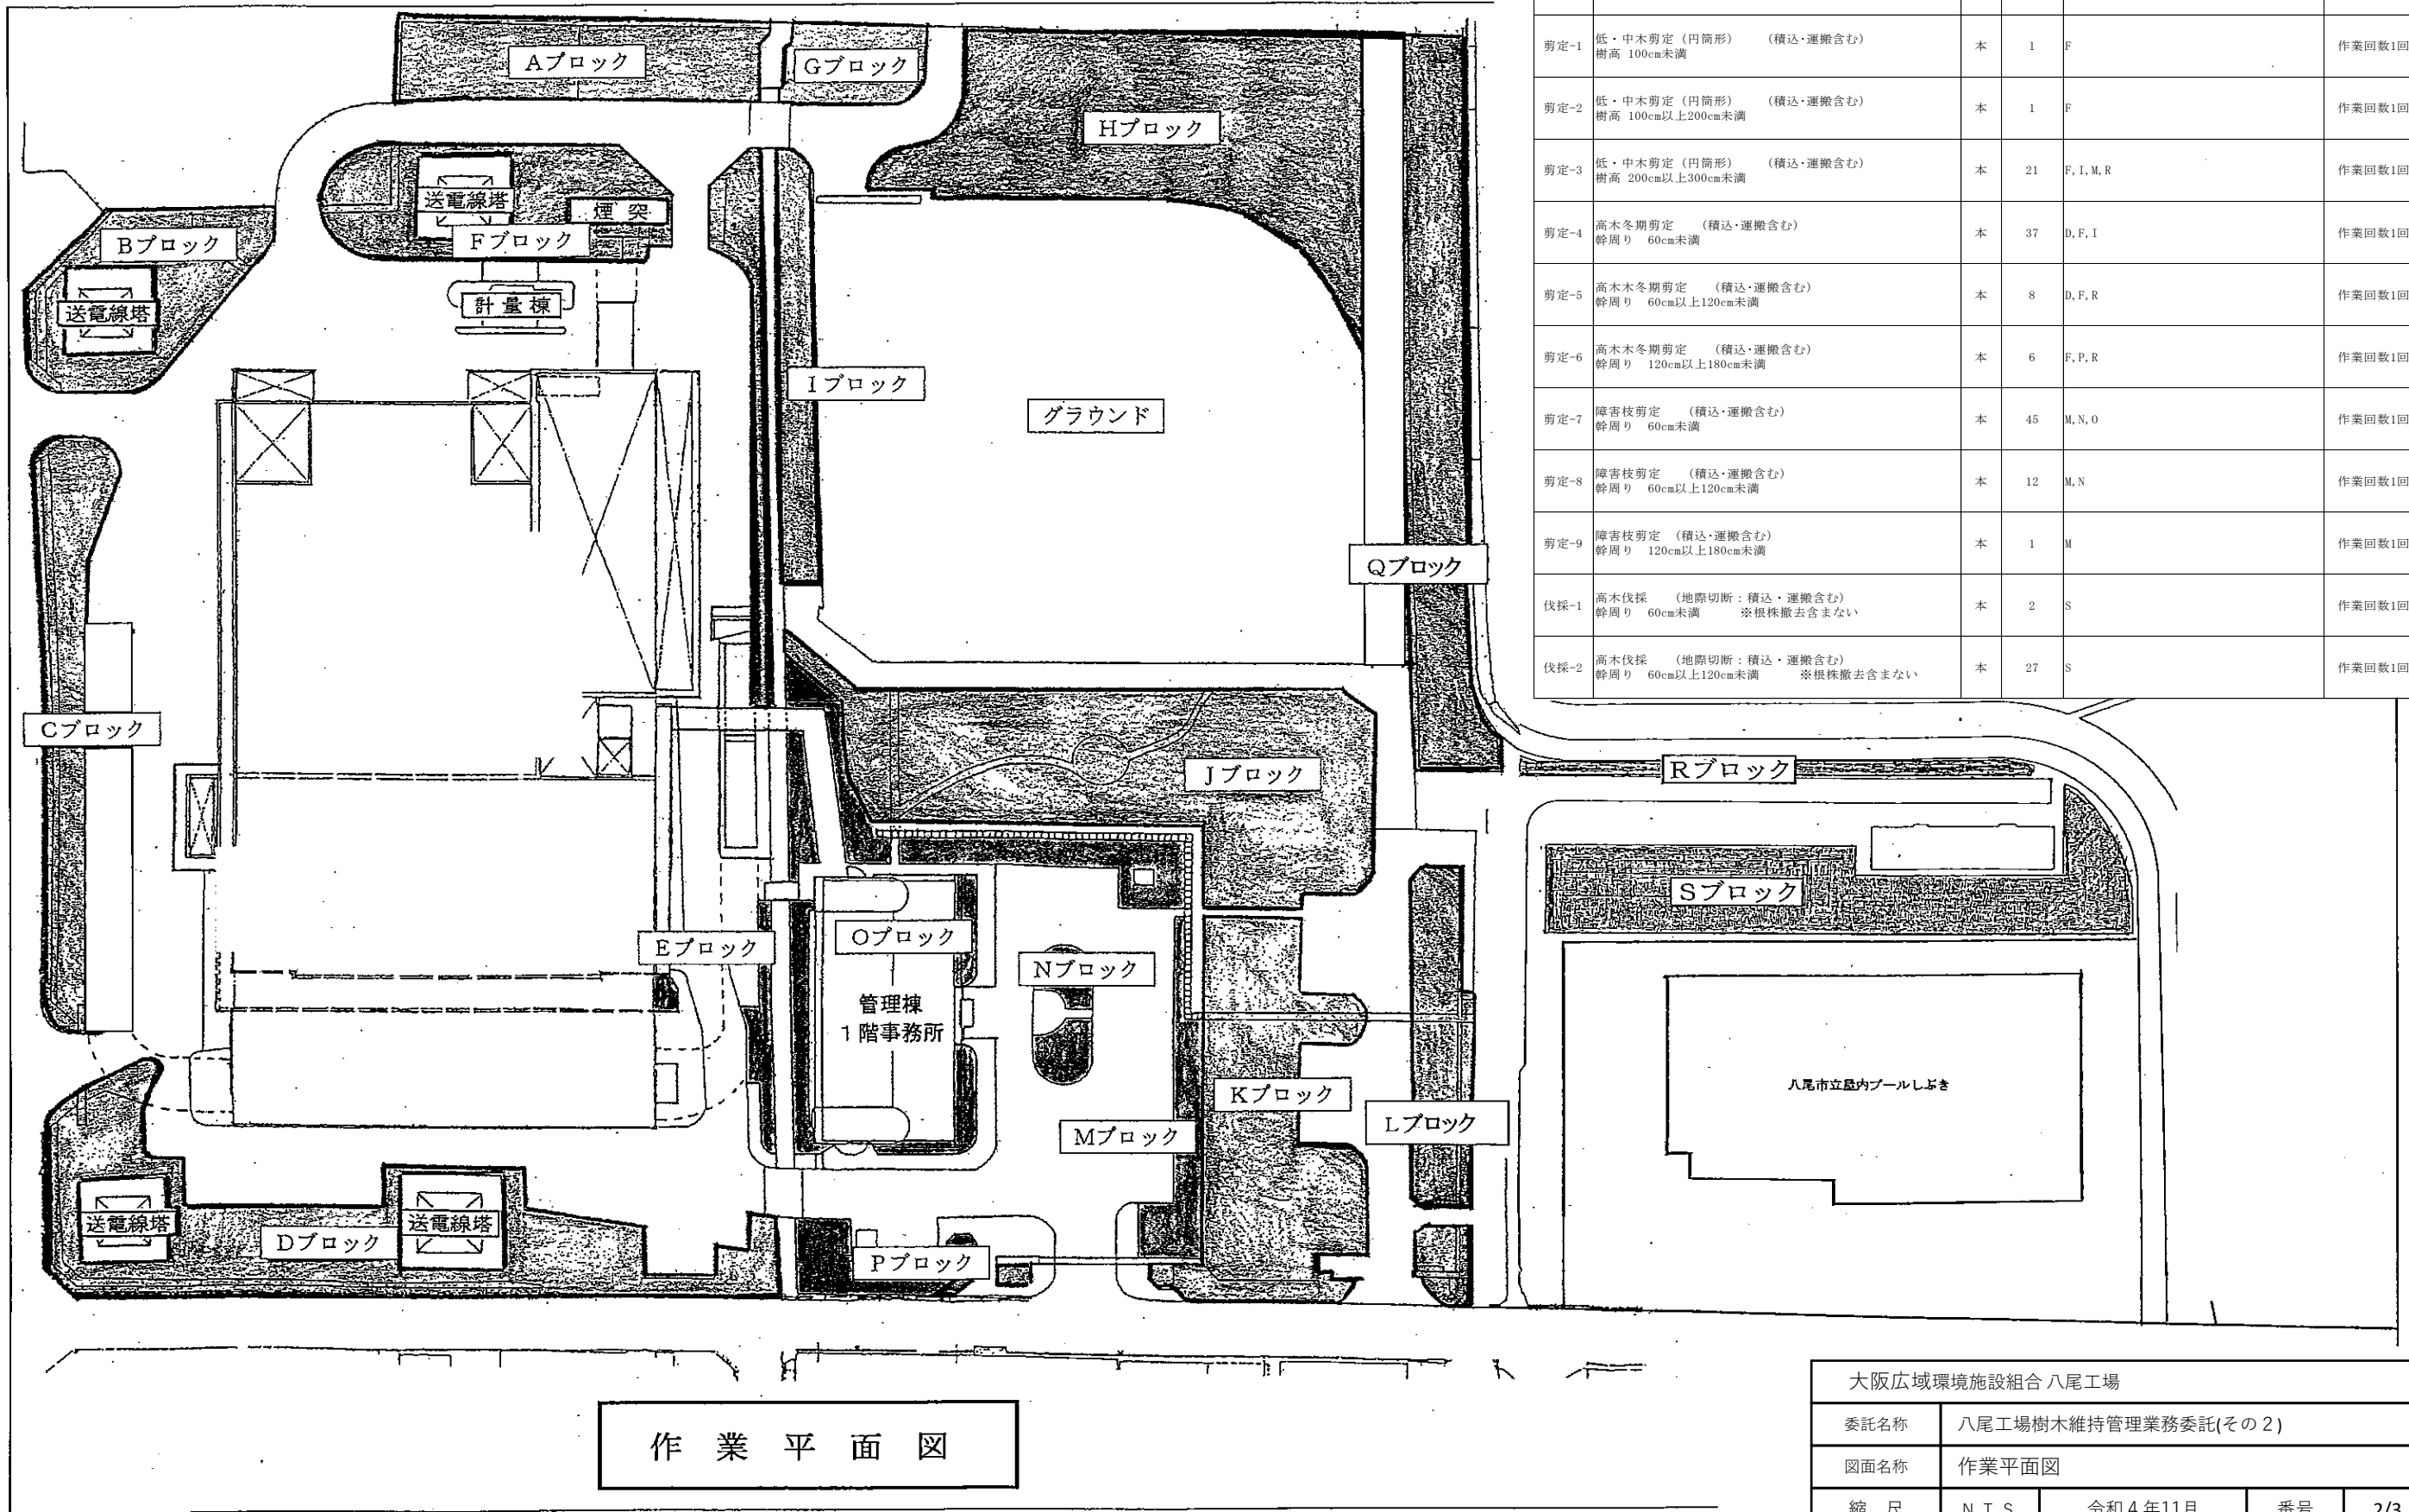 剪定-1 低・中木剪定（円筒形） （積込・運搬含む） 本 1 F 作業回数1回
樹高 100cm未満
剪定-2 低・中木剪定（円筒形） （積込・運搬含む） 本 1 F 作業回数1回
樹高 100cm以上200cm未満
剪定-3 低・中木剪定（円筒形） （積込・運搬含む） 本 21 F,I,M,R 作業回数1回
樹高 200cm以上300cm未満
剪定-4 高木冬期剪定 （積込・運搬含む） 本 37 D,F,I 作業回数1回
幹周り 60cm未満
剪定-5 高木木冬期剪定 （積込・運搬含む） 本 8 D,F,R 作業回数1回
幹周り 60cm以上120cm未満
剪定-6 高木木冬期剪定 （積込・運搬含む） 本 6 F,P,R 作業回数1回
幹周り 120cm以上180cm未満
剪定-7 障害枝剪定 （積込・運搬含む） 本 45 M,N,O 作業回数1回
幹周り 60cm未満
剪定-8 障害枝剪定 （積込・運搬含む） 本 12 M,N 作業回数1回
幹周り 60cm以上120cm未満
剪定-9 障害枝剪定 （積込・運搬含む） 本 1 M 作業回数1回
幹周り 120cm以上180cm未満
伐採-1 高木伐採 （地際切断：積込・運搬含む） 本 2 S 作業回数1回
幹周り 60cm未満 ※根株撤去含まない
伐採-2 高木伐採 （地際切断：積込・運搬含む） 本 27 S 作業回数1回
幹周り 60cm以上120cm未満 ※根株撤去含まない
Aブロック
Gブロック
Hブロック
送電線塔
煙突
Fブロック
Bブロック
送電線塔
計量棟
Iブロック
グラウンド
Qブロック
Cブロック
Jブロック
Rブロック
Sブロック
Eブロック
Oブロック
Nブロック
管理棟
1階事務所
Kブロック
Lブロック
Mブロック
八尾市立屋内プールしぶき
送電線塔
送電線塔
Dブロック
Pブロック
作業平面図
大阪広域環境施設組合 八尾工場
委託名称 八尾工場樹木維持管理業務委託(その２)
図面名称 作業平面図
縮尺 N.T.S 令和４年11月 番号 2/3